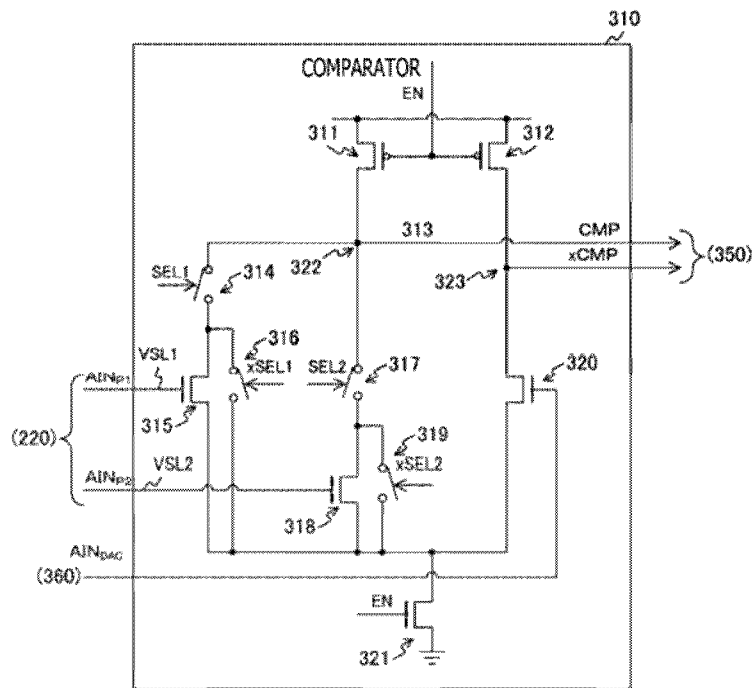 310
COMPARATOR
EN
311
312
313
CMP
322
xCMP
(350)
323
SEL1
314
316
VSL1
xSEL1
SEL2
317
320
AINP1
315
(220)
319
VSL2
xSEL2
AINP2
318
AINDAC
(360)
EN
321